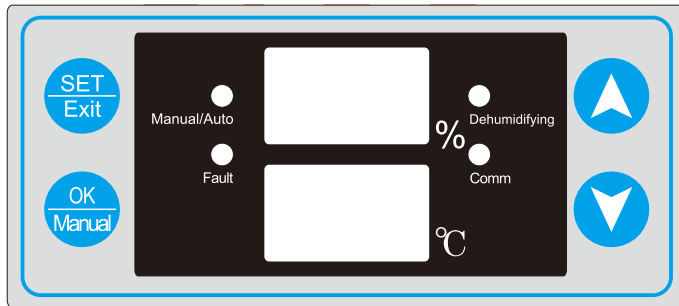 SET
Exit
Manual/Auto
Dehumidifying
%
Fault
Comm
OK
Manual
℃